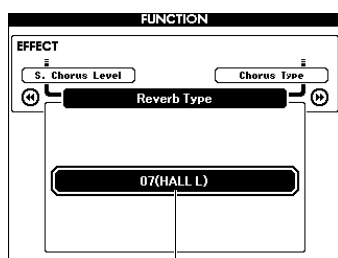 FUNCTION
EFFECT
S. Chorus Level
Chorus Type
Reverb Type
07(HALL L)